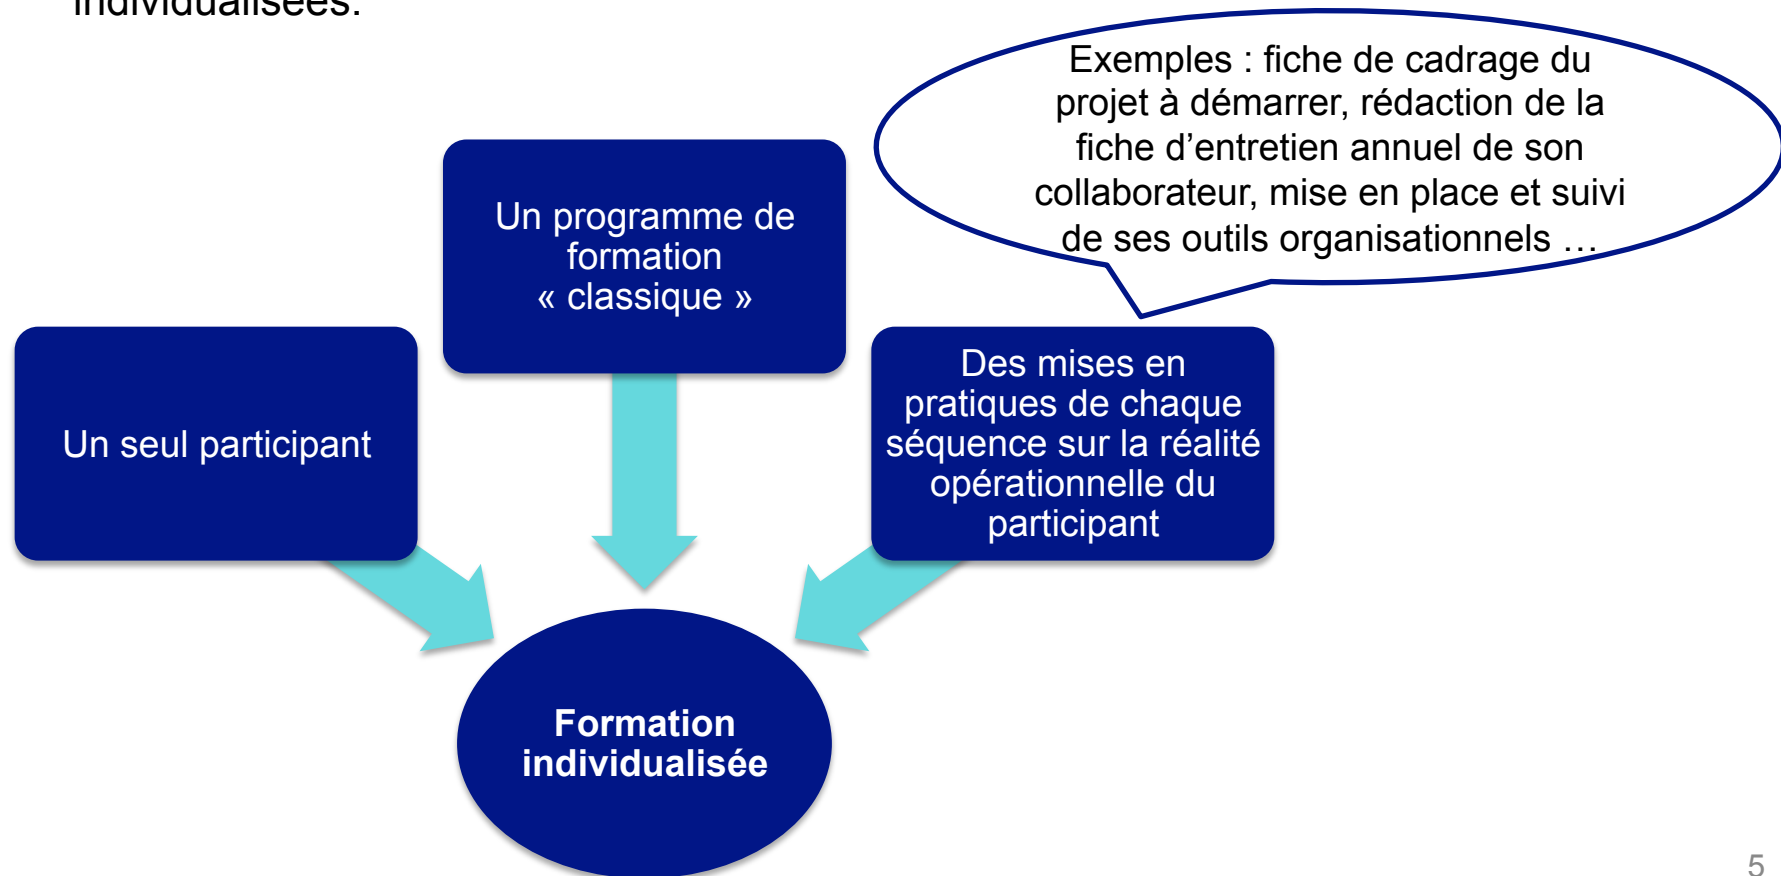 individualisées.
Exemples : fiche de cadrage du
projet à démarrer, rédaction de la
fiche d’entretien annuel de son
collaborateur, mise en place et suivi
de ses outils organisationnels …
Un programme de
formation
« classique »
Un seul participant
Des mises en
pratiques de chaque
séquence sur la réalité
opérationnelle du
participant
Formation
individualisée
5